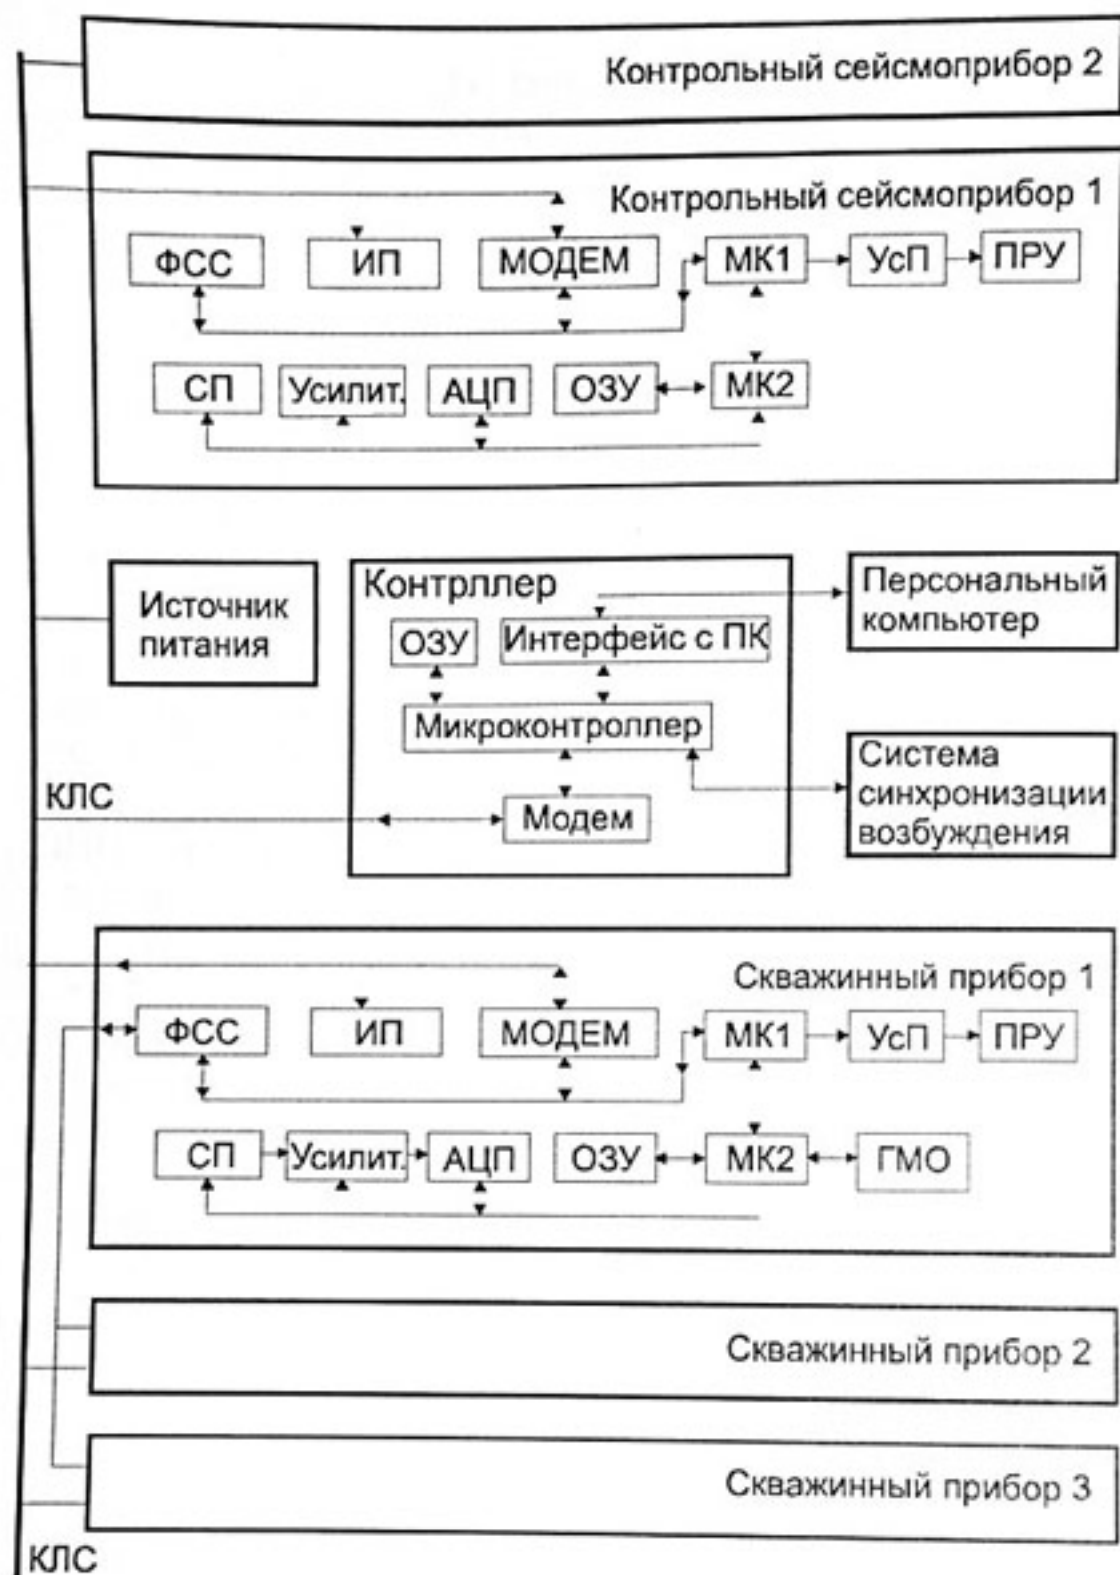 Контрольный сейсмоприбор 2
Контрольный сейсмоприбор 1
ФСС ИП МОДЕМ МК1 УсП ПРУ
СП Усилит. АЦП ОЗУ МК2
Источник
питания
Контрллер
ОЗУ Интерфейс с ПК
Микроконтроллер
Модем
Персональный
компьютер
Система
синхронизации
возбуждения
КЛС
Скважинный прибор 1
ФСС ИП МОДЕМ МК1 УсП ПРУ
СП Усилит. АЦП ОЗУ МК2 ГМО
Скважинный прибор 2
Скважинный прибор 3
КЛС